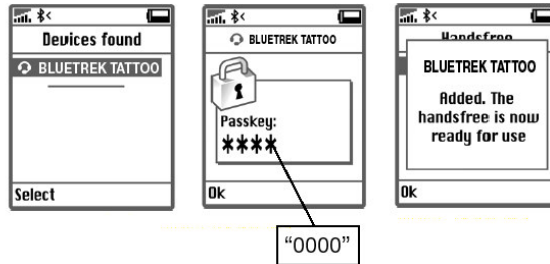 Devices found
BLUETREK TATTOO
Select
BLUETREK TATTOO
Passkey:
****
Ok
"0000"
Handsfree
BLUETREK TATTOO
Added. The
handsfree is now
ready for use
Ok